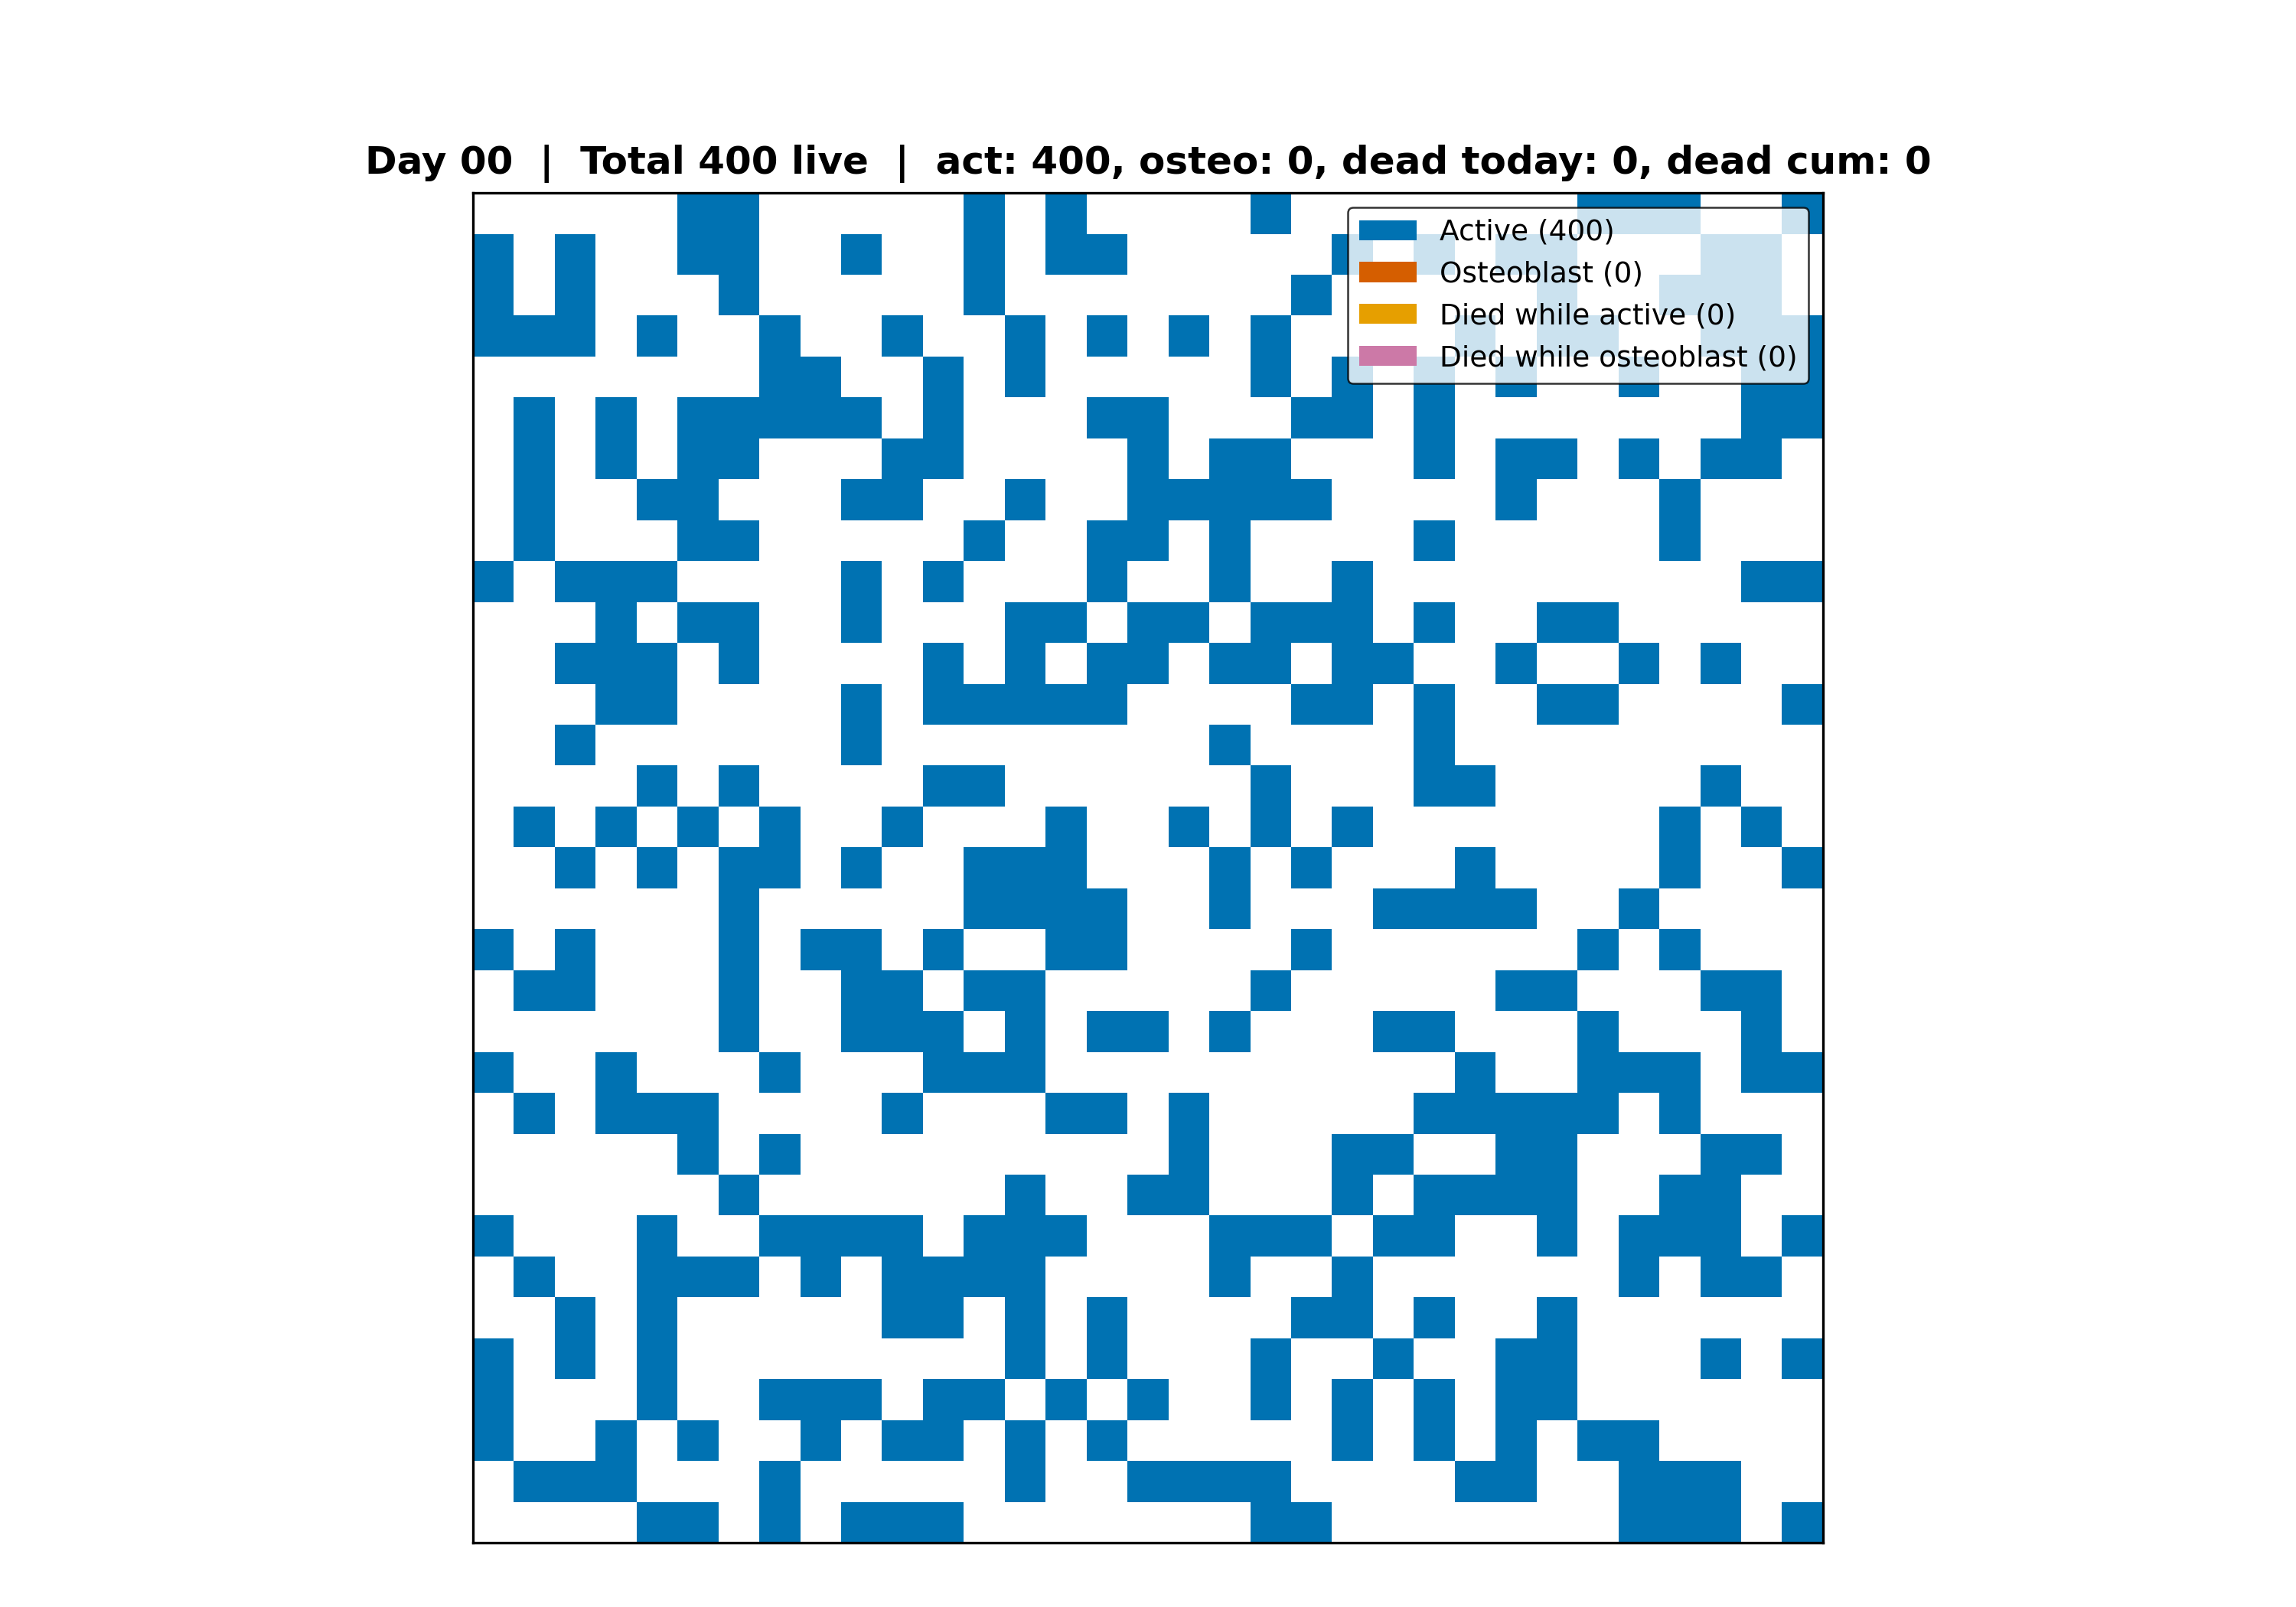 Day 00 | Total 400 live | act: 400, osteo: 0, dead today: 0, dead cum: 0
Active (400)
Osteoblast (0)
Died while active (0)
Died while osteoblast (0)